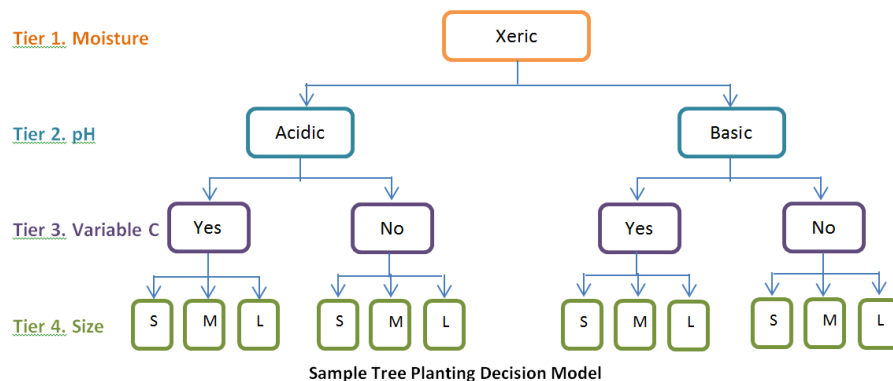 Tier 1. Moisture Xeric
Tier 2. pH Acidic Basic
Tier 3. Variable C Yes No Yes No
Tier 4. Size S M L S M L S M L S M L
Sample Tree Planting Decision Model